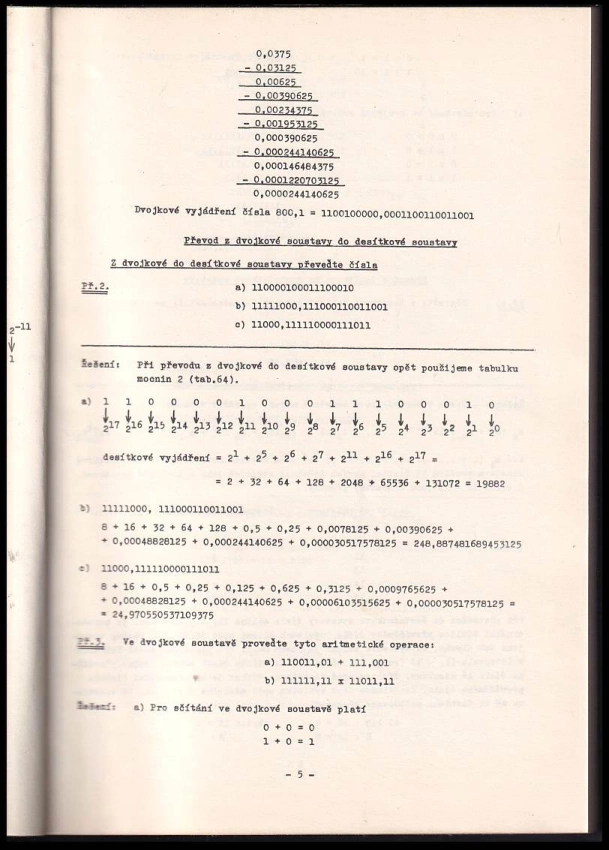 0,0375
- 0,03125
0,00625
- 0,00390625
0,00234375
- 0,001953125
0,000390625
- 0,000244140625
0,000146484375
- 0,0001220703125
0,0000244140625
Dvojkové vyjádření čísla 800,1 = 1100100000,0001100110011001
Převod z dvojkové soustavy do desítkové soustavy
Z dvojkové do desítkové soustavy převeďte čísla
Př.2. a) 110000100011100010
b) 11111000,111000110011001
c) 11000,111110000111011
2-11
1
Řešení: Při převodu z dvojkové do desítkové soustavy opět použijeme tabulku
mocnin 2 (tab.64).
a) 1 1 0 0 0 0 1 0 0 0 1 1 1 0 0 0 1 0
2^17 2^16 2^15 2^14 2^13 2^12 2^11 2^10 2^9 2^8 2^7 2^6 2^5 2^4 2^3 2^2 2^1 2^0
desítkové vyjádření = 2^1 + 2^5 + 2^6 + 2^7 + 2^11 + 2^16 + 2^17 =
= 2 + 32 + 64 + 128 + 2048 + 65536 + 131072 = 19882
b) 11111000, 111000110011001
8 + 16 + 32 + 64 + 128 + 0,5 + 0,25 + 0,0078125 + 0,00390625 +
+ 0,00048828125 + 0,000244140625 + 0,000030517578125 = 248,887481689453125
c) 11000,111110000111011
8 + 16 + 0,5 + 0,25 + 0,125 + 0,625 + 0,3125 + 0,0009765625 +
+ 0,00048828125 + 0,000244140625 + 0,00006103515625 + 0,000030517578125 =
= 24,970550537109375
Př.3. Ve dvojkové soustavě proveďte tyto aritmetické operace:
a) 110011,01 + 111,001
b) 111111,11 x 11011,11
Řešení: a) Pro sčítání ve dvojkové soustavě platí
0 + 0 = 0
1 + 0 = 1
- 5 -